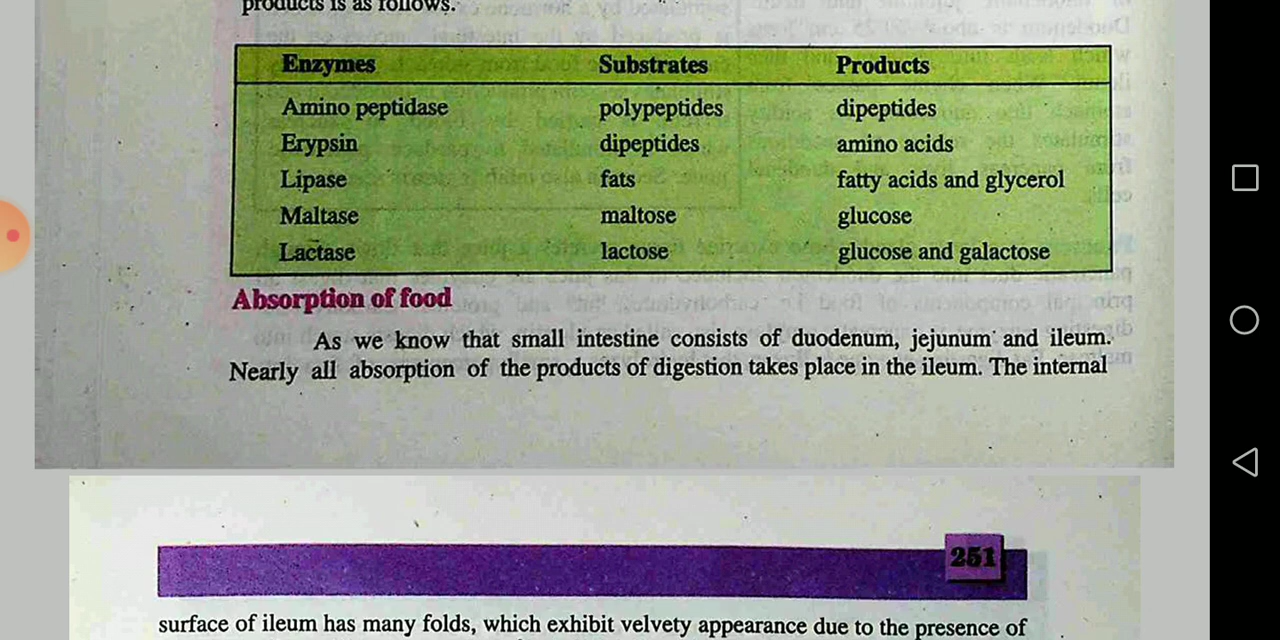 products is as follows.
Enzymes Substrates Products
Amino peptidase polypeptides dipeptides
Erypsin dipeptides amino acids
Lipase fats fatty acids and glycerol
Maltase maltose glucose
Lactase lactose glucose and galactose
Absorption of food
As we know that small intestine consists of duodenum, jejunum and ileum.
Nearly all absorption of the products of digestion takes place in the ileum. The internal
251
surface of ileum has many folds, which exhibit velvety appearance due to the presence of